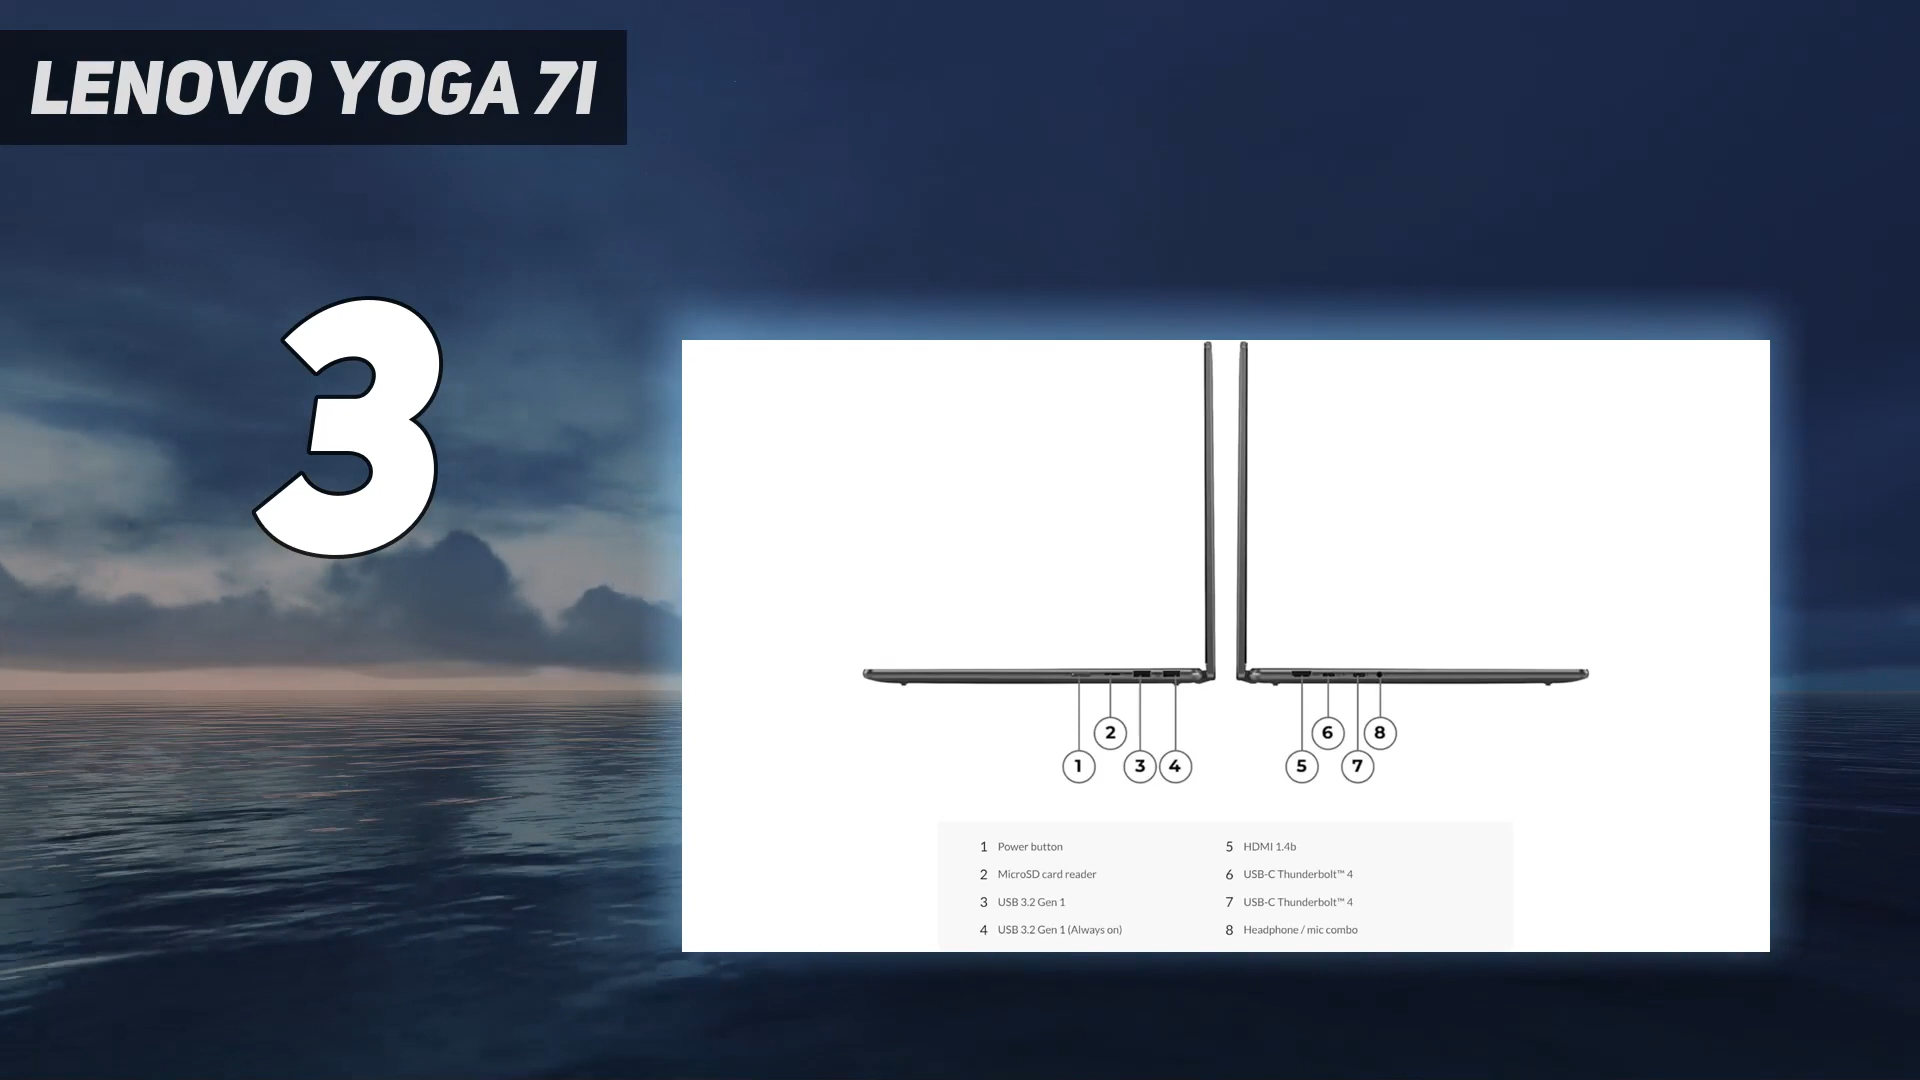 LENOVO YOGA 7I
3
2 6 8
1 3 4 5 7
1 Power button
2 MicroSD card reader
3 USB 3.2 Gen 1
4 USB 3.2 Gen 1 (Always on)
5 HDMI 1.4b
6 USB-C Thunderbolt™ 4
7 USB-C Thunderbolt™ 4
8 Headphone / mic combo